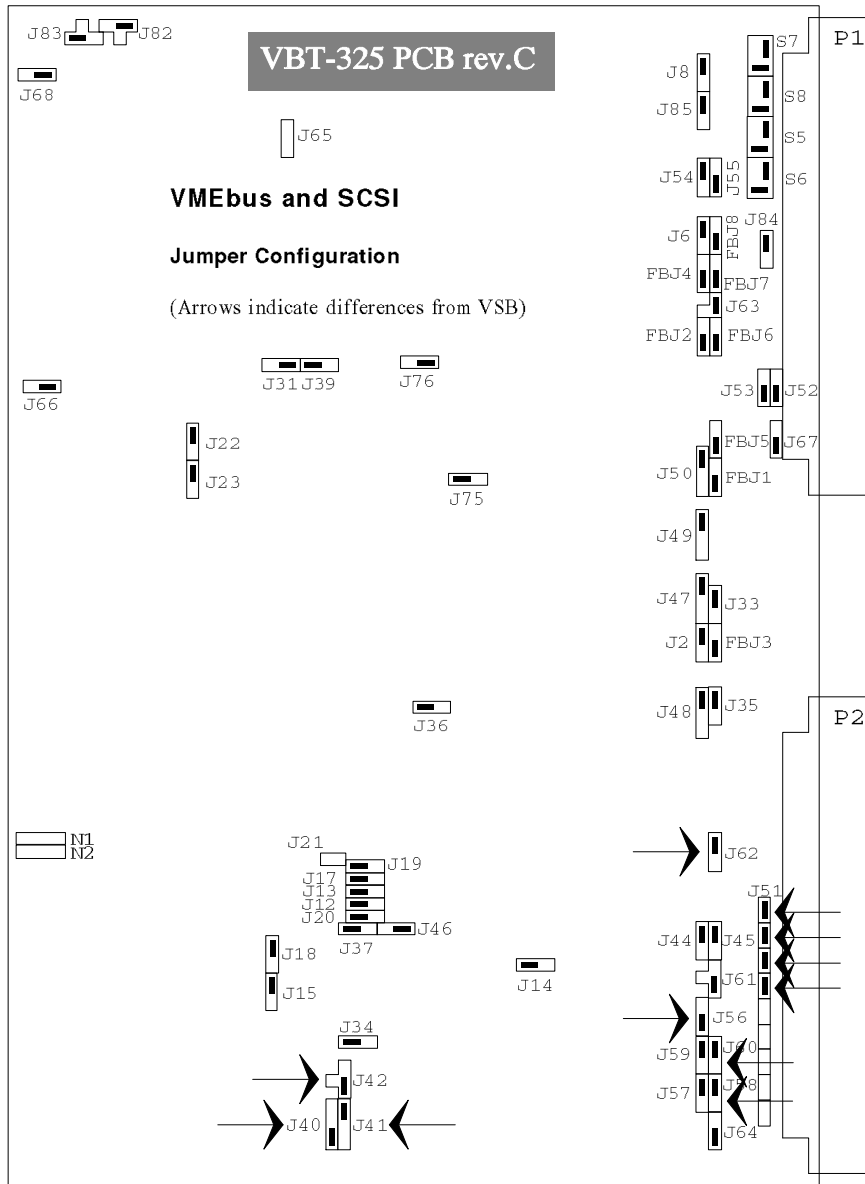 J83
J82
P1
S7
VBT-325 PCB rev.C
J8
J68
S8
J85
J65
S5
J54
J55
S6
VMEbus and SCSI
J84
J6
FBJ8
Jumper Configuration
FBJ4
FBJ7
(Arrows indicate differences from VSB)
J63
FBJ2
FBJ6
J31
J39
J76
J66
J53
J52
J22
FBJ5
J67
J23
J75
J50
FBJ1
J49
J47
J33
J2
FBJ3
J48
J35
J36
P2
N1
N2
J21
J19
J62
J17
J13
J12
J20
J51
J37
J46
J44
J45
J18
J14
J61
J15
J56
J34
J59
J60
J42
J57
J58
J40
J41
J64